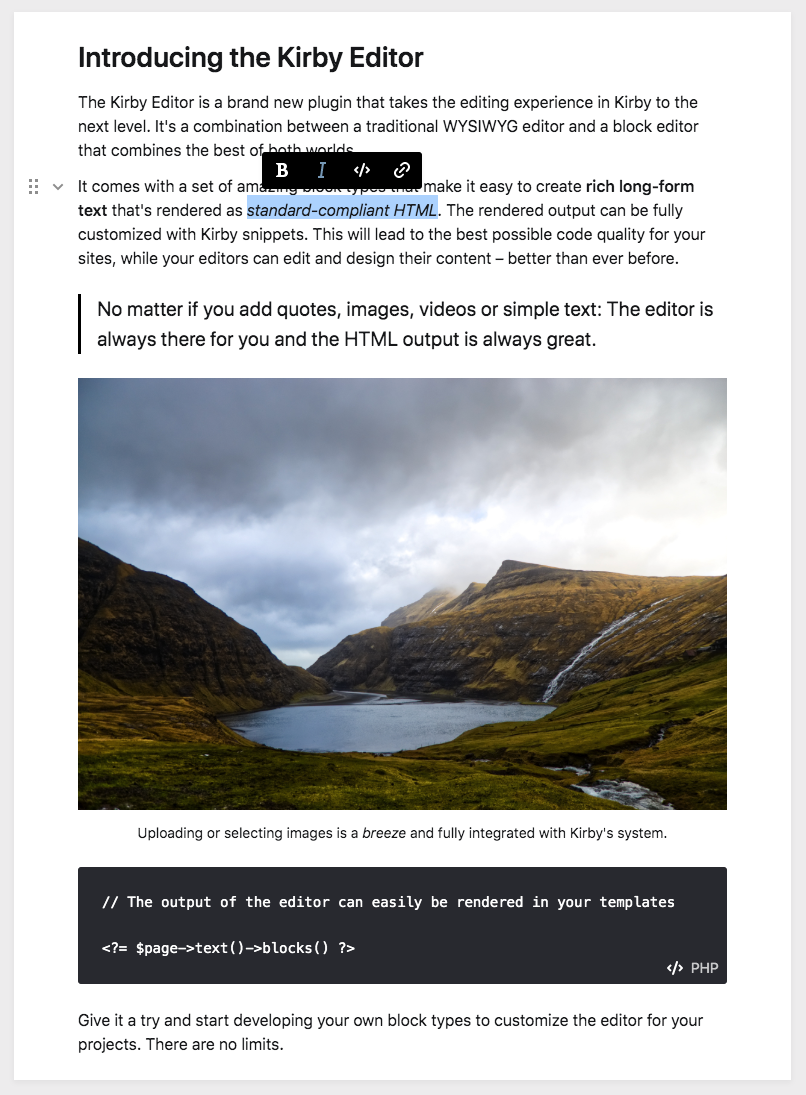 Introducing the Kirby Editor
The Kirby Editor is a brand new plugin that takes the editing experience in Kirby to the
next level. It's a combination between a traditional WYSIWYG editor and a block editor
that combines the best of both worlds.
B I </>
It comes with a set of amazing block types that make it easy to create rich long-form
text that's rendered as standard-compliant HTML. The rendered output can be fully
customized with Kirby snippets. This will lead to the best possible code quality for your
sites, while your editors can edit and design their content – better than ever before.
No matter if you add quotes, images, videos or simple text: The editor is
always there for you and the HTML output is always great.
Uploading or selecting images is a breeze and fully integrated with Kirby's system.
// The output of the editor can easily be rendered in your templates
<?= $page->text()->blocks() ?>
</> PHP
Give it a try and start developing your own block types to customize the editor for your
projects. There are no limits.